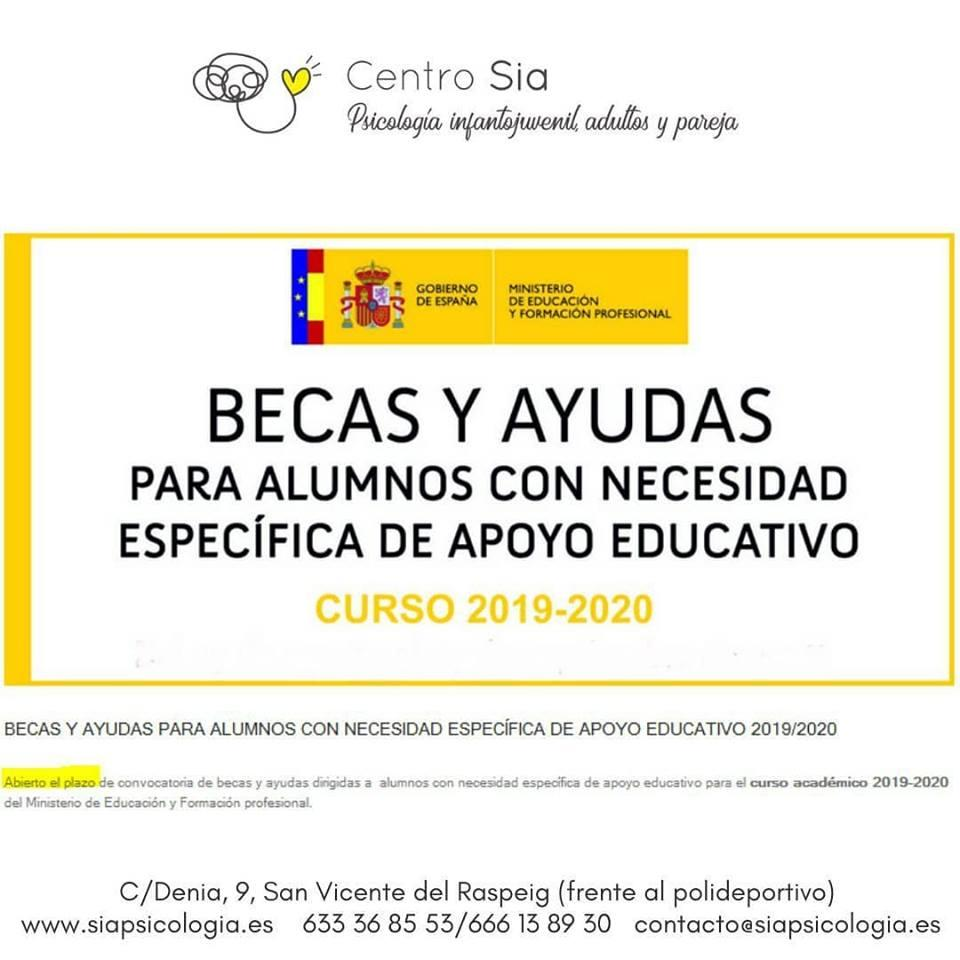 Centro Sia
Psicología infantojuvenil, adultos y pareja
GOBIERNO
DE ESPAÑA
MINISTERIO
DE EDUCACIÓN
Y FORMACIÓN PROFESIONAL
BECAS Y AYUDAS
PARA ALUMNOS CON NECESIDAD
ESPECÍFICA DE APOYO EDUCATIVO
CURSO 2019-2020
BECAS Y AYUDAS PARA ALUMNOS CON NECESIDAD ESPECÍFICA DE APOYO EDUCATIVO 2019/2020
Abierto el plazo de convocatoria de becas y ayudas dirigidas a alumnos con necesidad específica de apoyo educativo para el curso académico 2019-2020
del Ministerio de Educación y Formación profesional.
C/Denia, 9, San Vicente del Raspeig (frente al polideportivo)
www.siapsicologia.es 633 36 85 53/666 13 89 30 contacto@siapsicologia.es